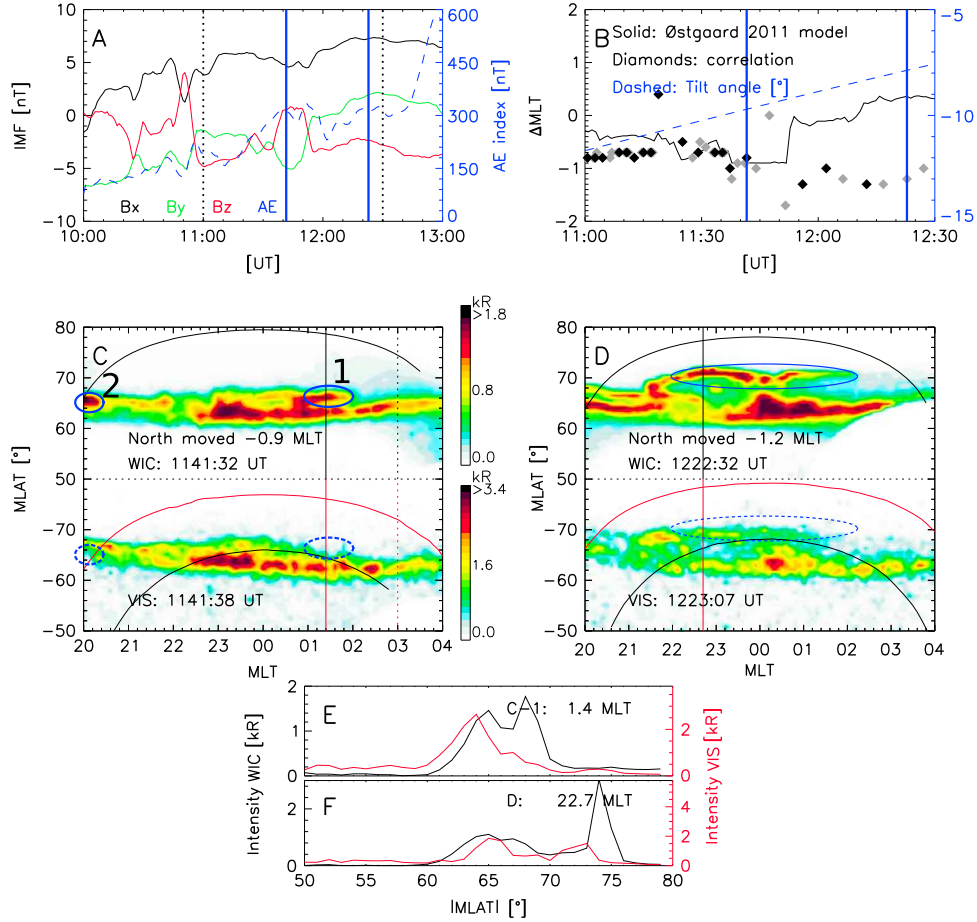 A
10
5
0
−5
−10
IMF [nT]
600
500
450
300
150
0
AE index [nT]
Bx By Bz AE
10:00 11:00 12:00 13:00
[UT]
B
Solid: Østgaard 2011 model
Diamonds: correlation
Dashed: Tilt angle [°]
2
1
0
−1
−2
ΔMLT
−5
−10
−15
11:00 11:30 12:00 12:30
[UT]
C
1
2
North moved −0.9 MLT
WIC: 1141:32 UT
VIS: 1141:38 UT
80
70
60
50
−70
−60
−50
MLAT [°]
20 21 22 23 00 01 02 03 04
MLT
kR
>1.8
0.8
0.0
kR
>3.4
1.6
0.0
D
North moved −1.2 MLT
WIC: 1222:32 UT
VIS: 1223:07 UT
80
70
60
50
−70
−60
−50
MLAT [°]
20 21 22 23 00 01 02 03 04
MLT
E
C−1: 1.4 MLT
2
1
0
2
0
F
D: 22.7 MLT
2
0
4
2
0
Intensity WIC [kR]
Intensity VIS [kR]
50 55 60 65 70 75 80
|MLAT| [°]